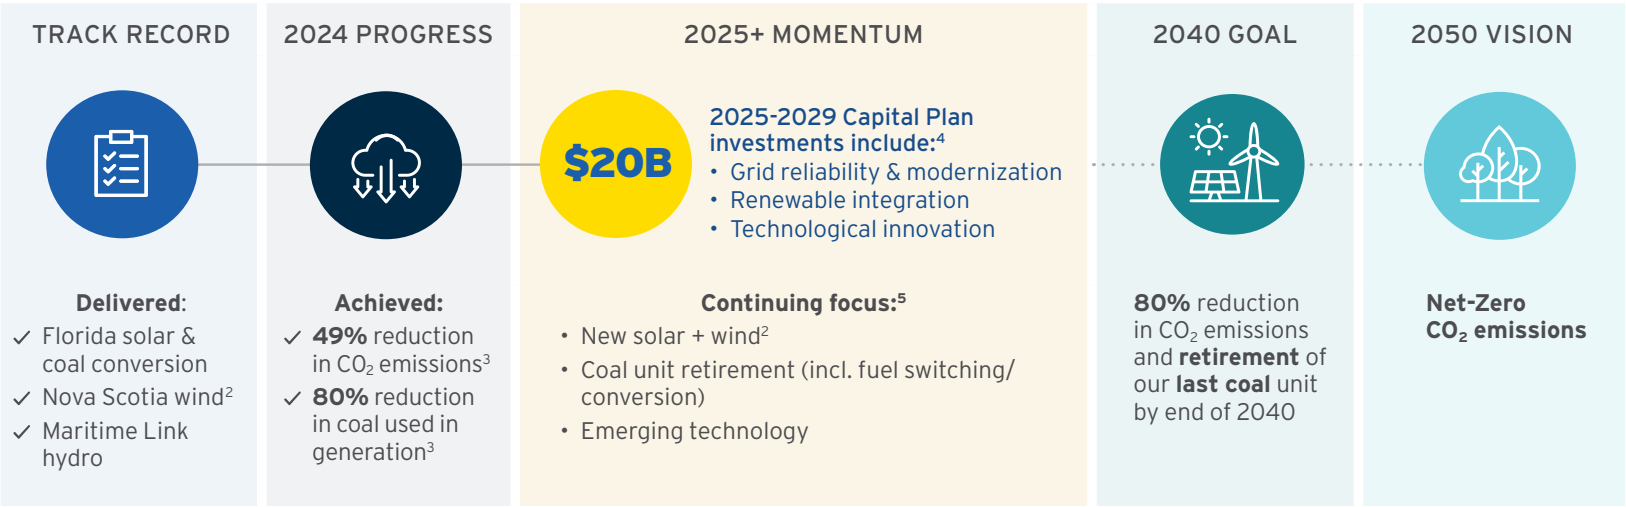 TRACK RECORD
Delivered:
✓ Florida solar &
coal conversion
✓ Nova Scotia wind²
✓ Maritime Link
hydro
2024 PROGRESS
Achieved:
✓ 49% reduction
in CO₂ emissions³
✓ 80% reduction
in coal used in
generation³
2025+ MOMENTUM
$20B
2025-2029 Capital Plan
investments include:⁴
• Grid reliability & modernization
• Renewable integration
• Technological innovation
Continuing focus:⁵
• New solar + wind²
• Coal unit retirement (incl. fuel switching/
conversion)
• Emerging technology
2040 GOAL
80% reduction
in CO₂ emissions
and retirement of
our last coal unit
by end of 2040
2050 VISION
Net-Zero
CO₂ emissions